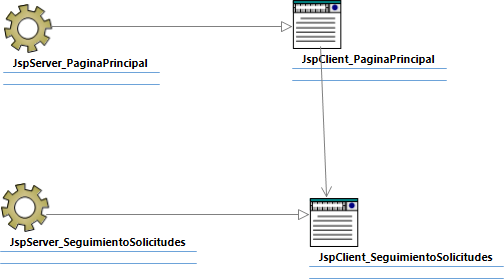 JspServer_PaginaPrincipal
JspClient_PaginaPrincipal
JspServer_SeguimientoSolicitudes
JspClient_SeguimientoSolicitudes